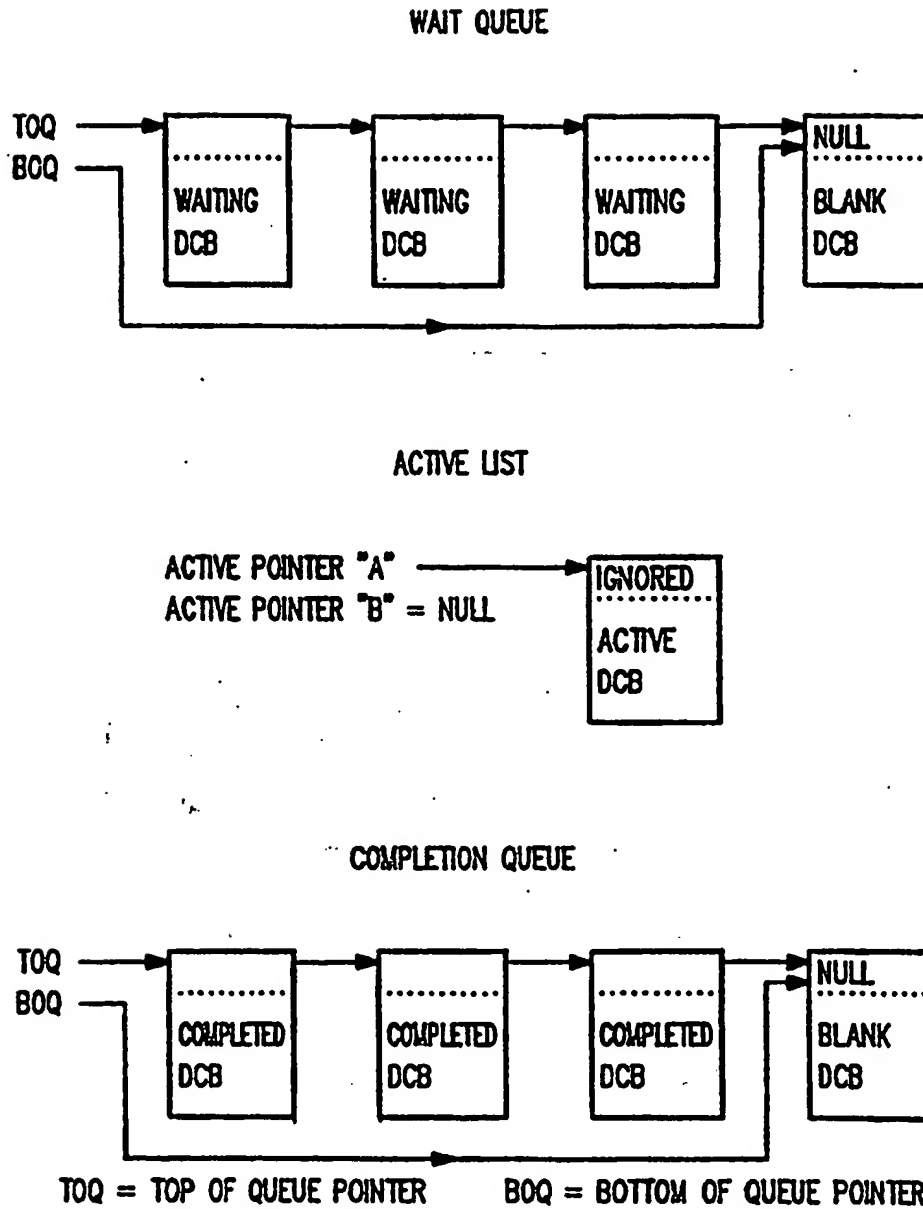 WAIT QUEUE
TOQ
BOQ
WAITING
DCB
WAITING
DCB
WAITING
DCB
NULL
BLANK
DCB
ACTIVE LIST
ACTIVE POINTER "A"
ACTIVE POINTER "B" = NULL
IGNORED
ACTIVE
DCB
COMPLETION QUEUE
TOQ
BOQ
COMPLETED
DCB
COMPLETED
DCB
COMPLETED
DCB
NULL
BLANK
DCB
TOQ = TOP OF QUEUE POINTER BOQ = BOTTOM OF QUEUE POINTER